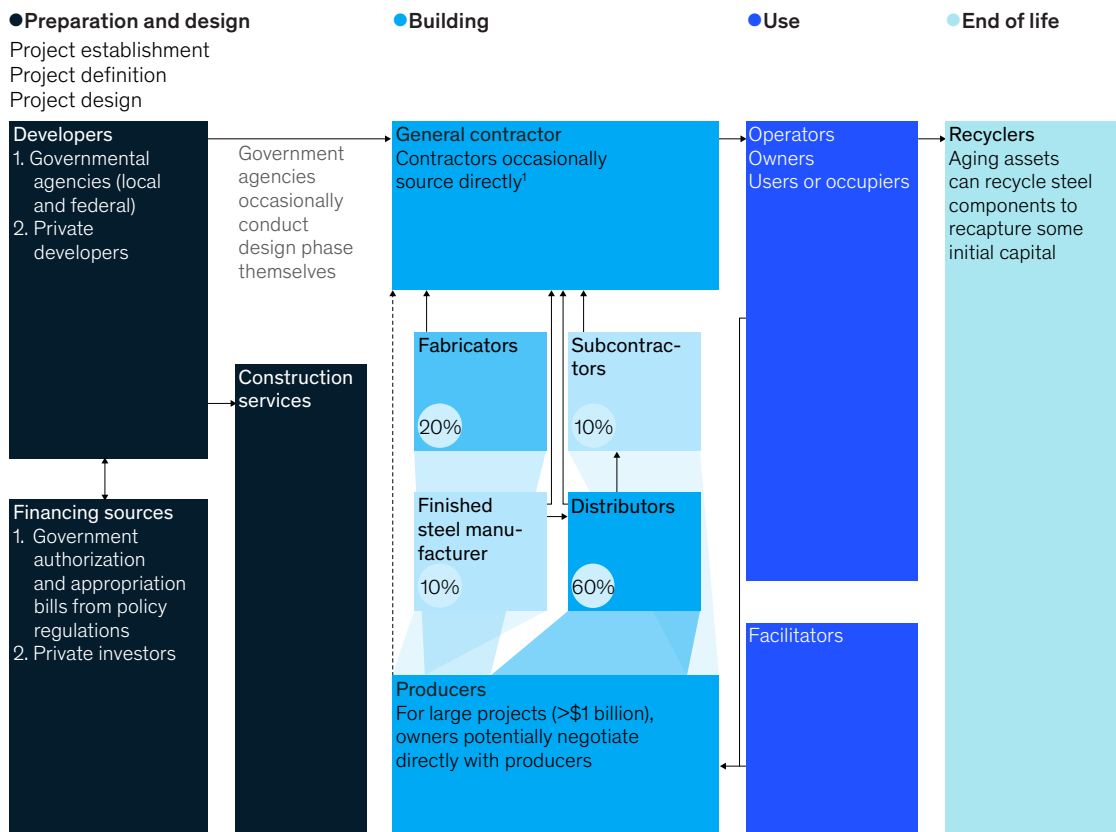 Preparation and design
Project establishment
Project definition
Project design
Building
Use
End of life
Developers
1. Governmental
agencies (local
and federal)
2. Private
developers
Government
agencies
occasionally
conduct
design phase
themselves
Construction
services
Financing sources
1. Government
authorization
and appropriation
bills from policy
regulations
2. Private investors
General contractor
Contractors occasionally
source directly¹
Fabricators
20%
Subcontrac-
tors
10%
Finished
steel manu-
facturer
10%
Distributors
60%
Producers
For large projects (>$1 billion),
owners potentially negotiate
directly with producers
Operators
Owners
Users or occupiers
Facilitators
Recyclers
Aging assets
can recycle steel
components to
recapture some
initial capital